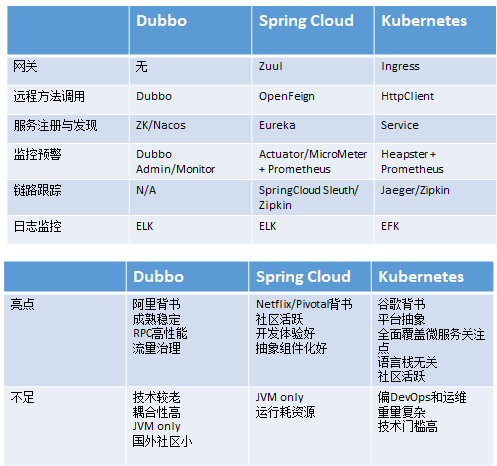 Dubbo Spring Cloud Kubernetes
网关 无 Zuul Ingress
远程方法调用 Dubbo OpenFeign HttpClient
服务注册与发现 ZK/Nacos Eureka Service
监控预警 Dubbo Actuator/MicroMeter Heapster +
Admin/Monitor + Prometheus Prometheus
链路跟踪 N/A SpringCloud Sleuth/ Jaeger/Zipkin
Zipkin
日志监控 ELK ELK EFK
Dubbo Spring Cloud Kubernetes
亮点 阿里背书 Netflix/Pivotal背书 谷歌背书
成熟稳定 社区活跃 平台抽象
RPC高性能 开发体验好 全面覆盖微服务关注
流量治理 抽象组件化好 点
语言栈无关
社区活跃
不足 技术较老 JVM only 偏DevOps和运维
耦合性高 运行耗资源 重量复杂
JVM only 技术门槛高
国外社区小